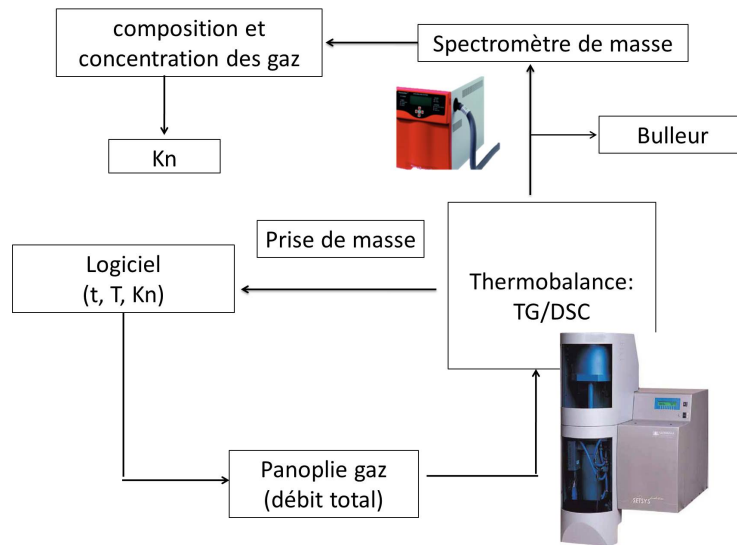 composition et
concentration des gaz
Spectromètre de masse
Kn
Bulleur
Prise de masse
Logiciel
(t, T, Kn)
Thermobalance:
TG/DSC
Panoplie gaz
(débit total)
SETSYS